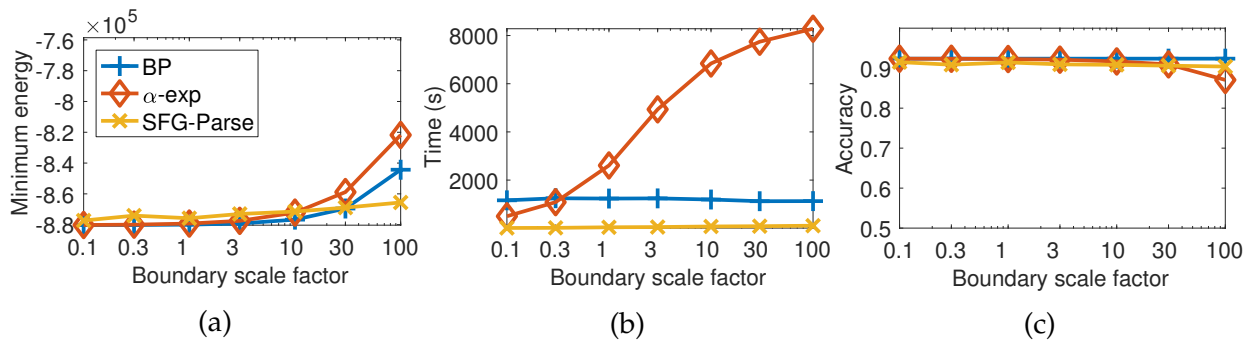 × 10⁵
-7.6
-7.8
-8
-8.2
-8.4
-8.6
-8.8
Minimum energy
BP
α-exp
SFG-Parse
0.1 0.3 1 3 10 30 100
Boundary scale factor
(a)
8000
6000
4000
2000
Time (s)
0.1 0.3 1 3 10 30 100
Boundary scale factor
(b)
0.9
0.8
0.7
0.6
0.5
Accuracy
0.1 0.3 1 3 10 30 100
Boundary scale factor
(c)